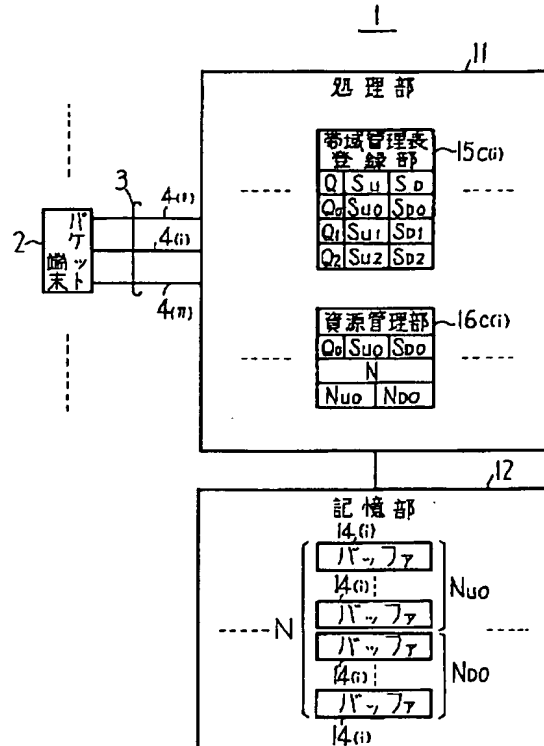 1
11
処理部
帯域管理表
登録部
15C(i)
Q SU SD
Q0 SU0 SD0
Q1 SU1 SD1
Q2 SU2 SD2
3
4(1)
4(i)
4(n)
2
パケット
端末
資源管理部
16C(i)
Q0 SU0 SD0
N
NU0 ND0
12
記憶部
14(i)
バッファ
14(i)
バッファ
バッファ
14(i)
バッファ
14(i)
N
NU0
ND0